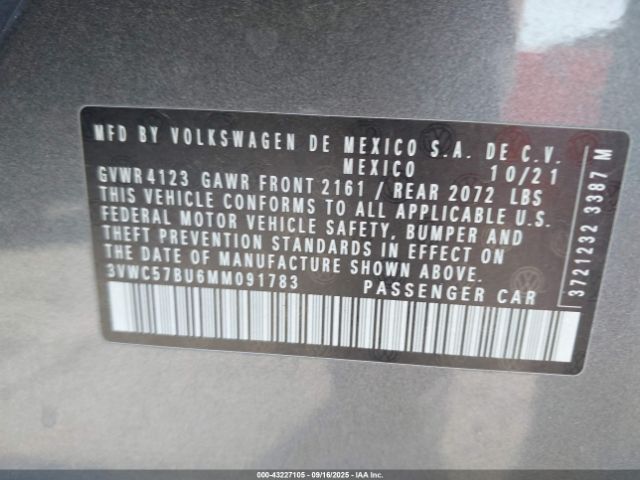 MFD BY VOLKSWAGEN DE MEXICO S.A. DE C.V.
MEXICO 10/21
GVWR 4123 GAWR FRONT 2161 / REAR 2072 LBS
THIS VEHICLE CONFORMS TO ALL APPLICABLE U.S.
FEDERAL MOTOR VEHICLE SAFETY, BUMPER AND
THEFT PREVENTION STANDARDS IN EFFECT ON
THE DATE OF MANUFACTURE SHOWN ABOVE.
3VWC57BU6MM091783 PASSENGER CAR
3721232 3387 M
000-43227105 - 09/16/2025 - IAAI.com